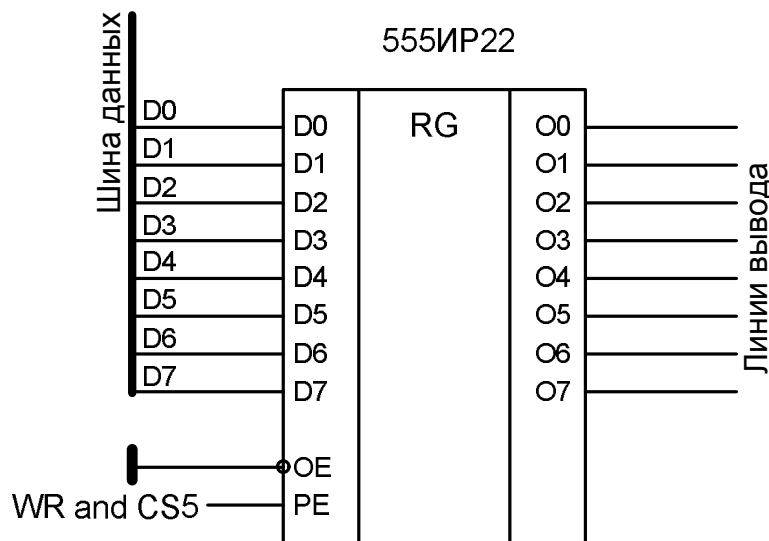 555ИР22
Шина данных
D0
D1
D2
D3
D4
D5
D6
D7
D0
D1
D2
D3
D4
D5
D6
D7
OE
PE
WR and CS5
RG
O0
O1
O2
O3
O4
O5
O6
O7
Линии вывода